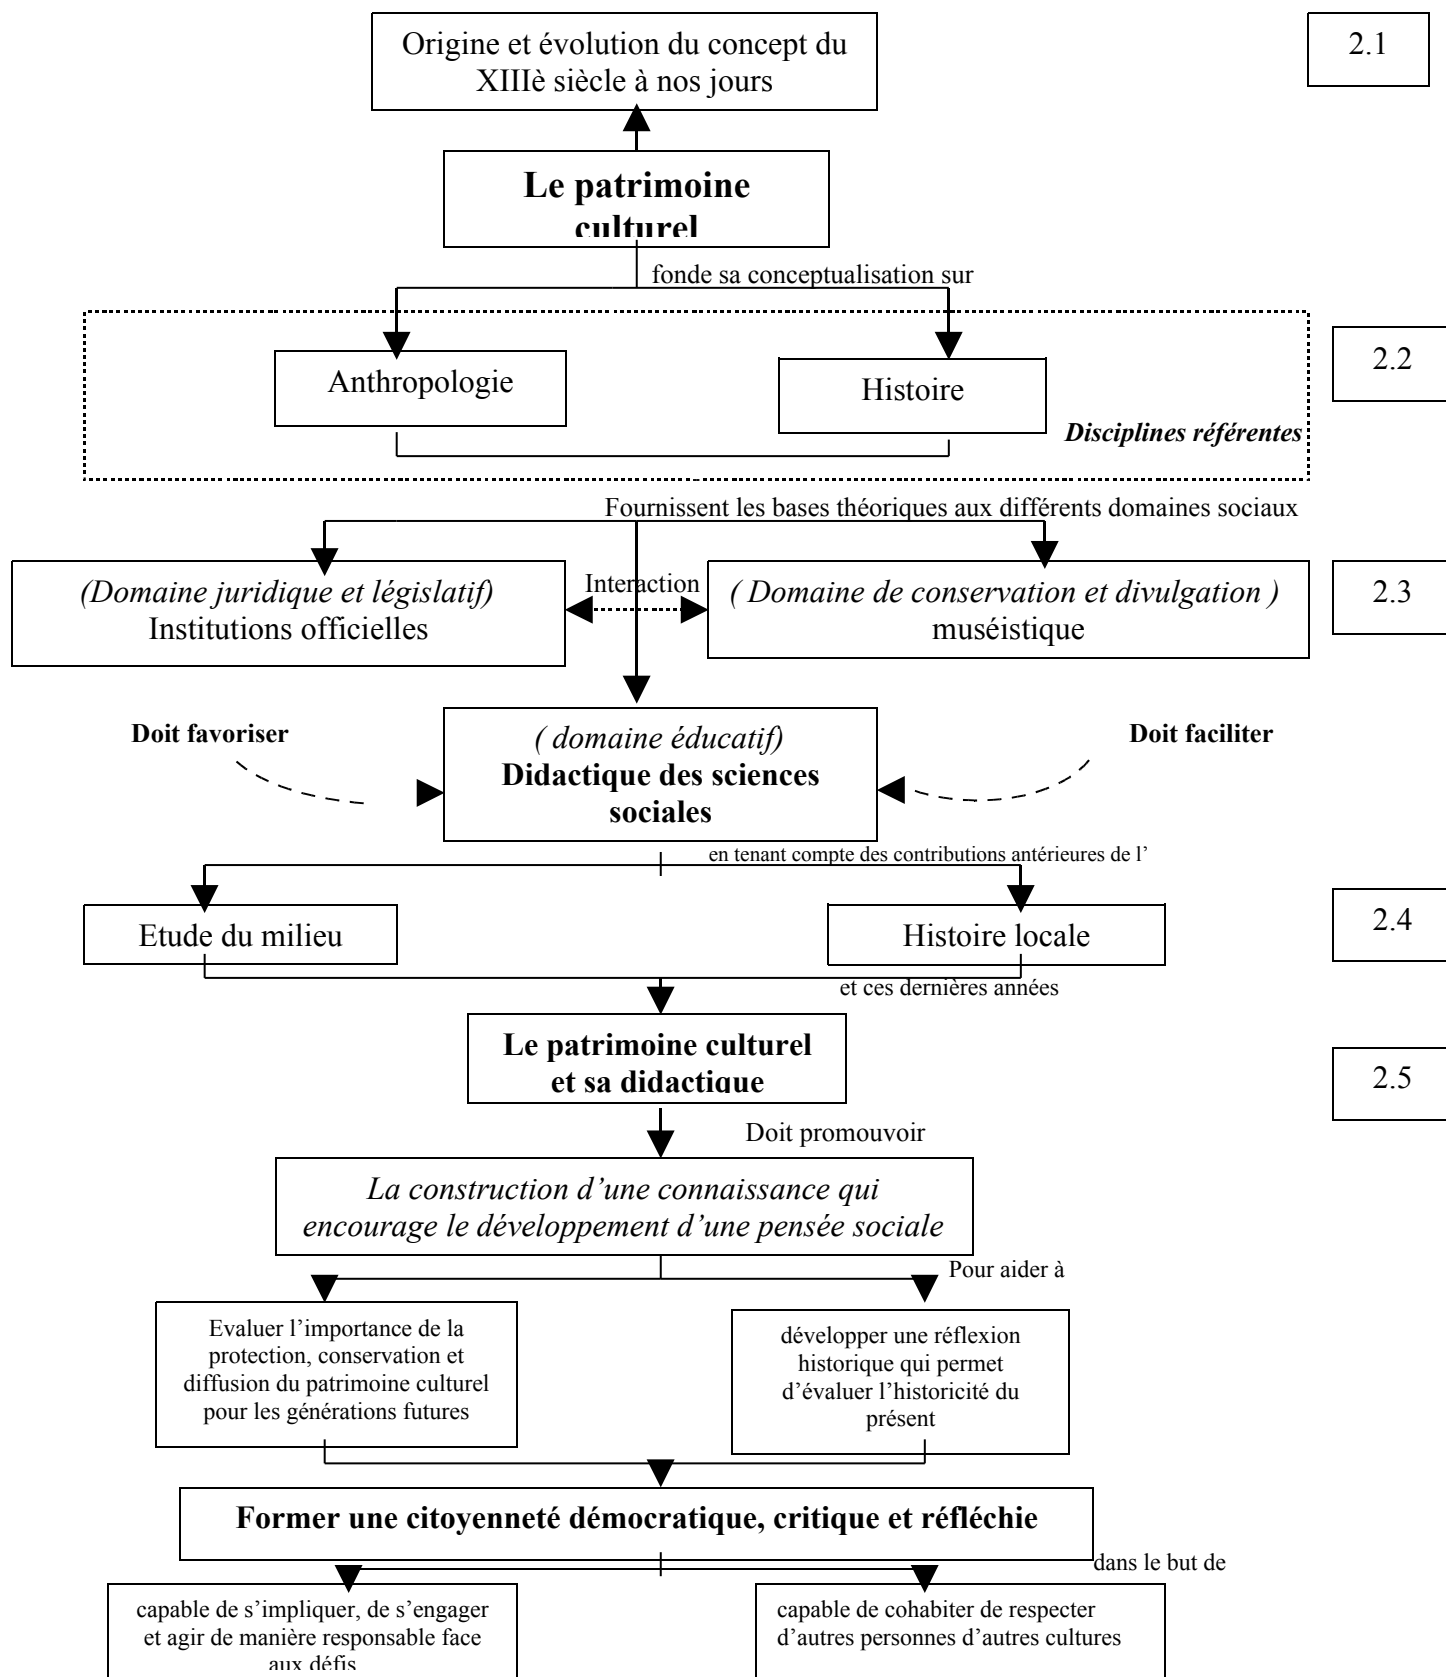 Origine et évolution du concept du
XIIIè siècle à nos jours
2.1
Le patrimoine
culturel
fonde sa conceptualisation sur
Anthropologie
Histoire
2.2
Disciplines référentes
Fournissent les bases théoriques aux différents domaines sociaux
(Domaine juridique et législatif)
Institutions officielles
Interaction
( Domaine de conservation et divulgation )
muséistique
2.3
Doit favoriser
( domaine éducatif)
Didactique des sciences
sociales
Doit faciliter
en tenant compte des contributions antérieures de l’
Etude du milieu
Histoire locale
2.4
et ces dernières années
Le patrimoine culturel
et sa didactique
2.5
Doit promouvoir
La construction d’une connaissance qui
encourage le développement d’une pensée sociale
Pour aider à
Evaluer l’importance de la
protection, conservation et
diffusion du patrimoine culturel
pour les générations futures
développer une réflexion
historique qui permet
d’évaluer l’historicité du
présent
Former une citoyenneté démocratique, critique et réfléchie
dans le but de
capable de s’impliquer, de s’engager
et agir de manière responsable face
aux défis
capable de cohabiter de respecter
d’autres personnes d’autres cultures